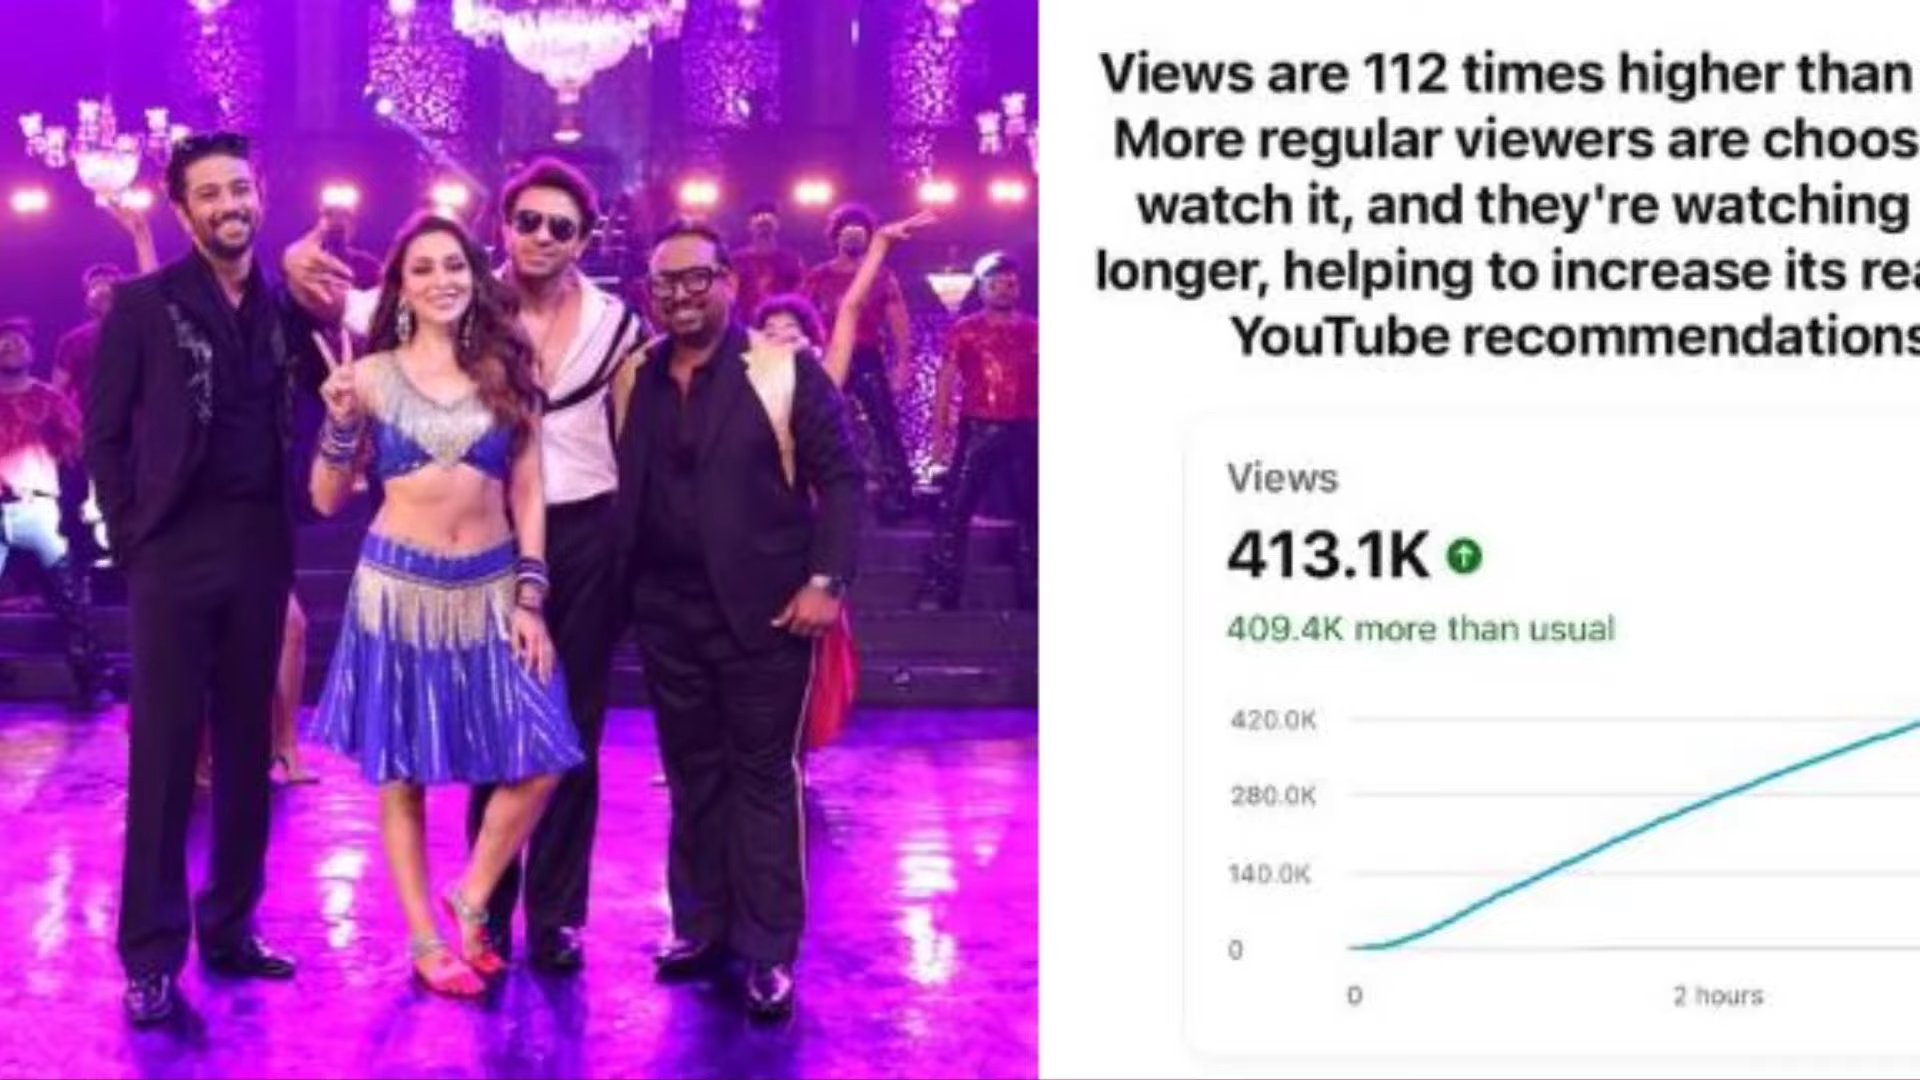 Views are 112 times higher than
More regular viewers are choos
watch it, and they're watching
longer, helping to increase its rea
YouTube recommendations
Views
413.1K
409.4K more than usual
420.0K
280.0K
140.0K
0
0
2 hours